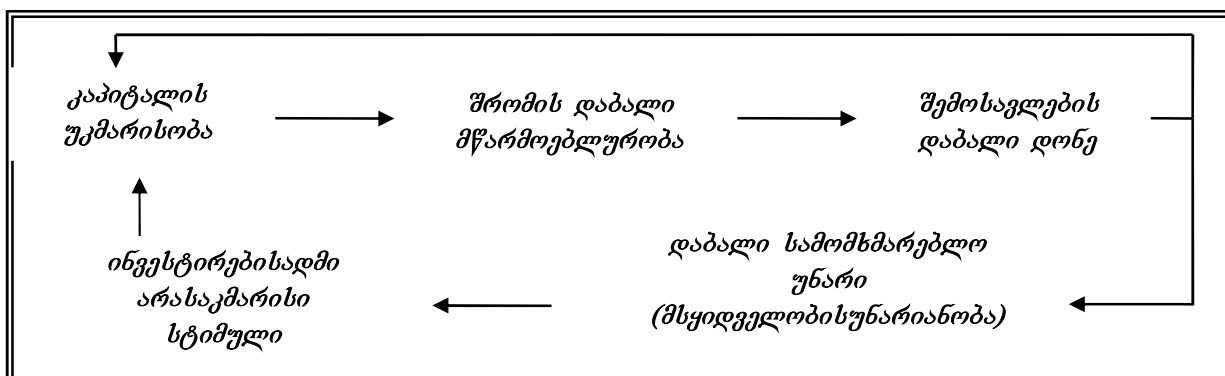 კაპიტალის
უკმარისობა
შრომის დაბალი
მწარმოებლურობა
შემოსავლების
დაბალი დონე
დაბალი სამომხმარებლო
უნარი
(მსყიდველობისუნარიანობა)
ინვესტირებისადმი
არასაკმარისი
სტიმული